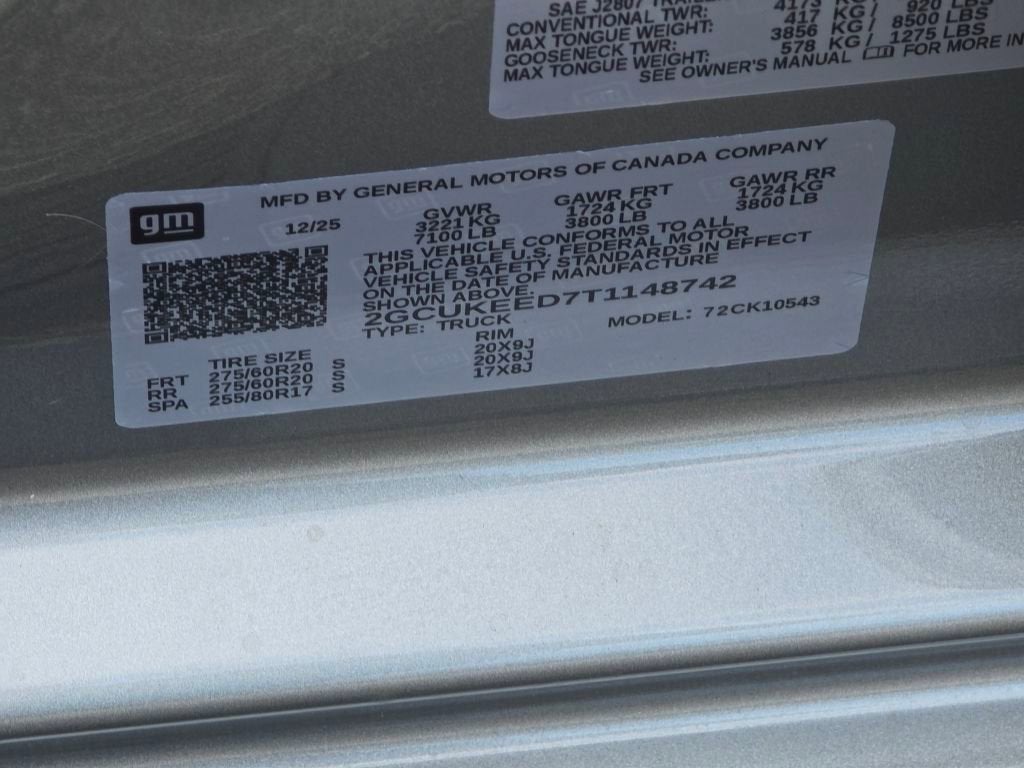 SAE J2807 TRAILER 4173 KG / 920 LBS
CONVENTIONAL TWR: 417 KG / 8500 LBS
MAX TONGUE WEIGHT: 3856 KG / 1275 LBS
GOOSENECK TWR: 578 KG /
MAX TONGUE WEIGHT:
SEE OWNER'S MANUAL FOR MORE IN
gm
MFD BY GENERAL MOTORS OF CANADA COMPANY
12/25
GVWR GAWR FRT GAWR RR
3221 KG 1724 KG 1724 KG
7100 LB 3800 LB 3800 LB
THIS VEHICLE CONFORMS TO ALL
APPLICABLE U.S. FEDERAL MOTOR
VEHICLE SAFETY STANDARDS IN EFFECT
ON THE DATE OF MANUFACTURE
SHOWN ABOVE.
2GCUKEED7T1148742
TYPE: TRUCK MODEL: 72CK10543
TIRE SIZE RIM
FRT 275/60R20 S 20X9J
RR 275/60R20 S 20X9J
SPA 255/80R17 S 17X8J